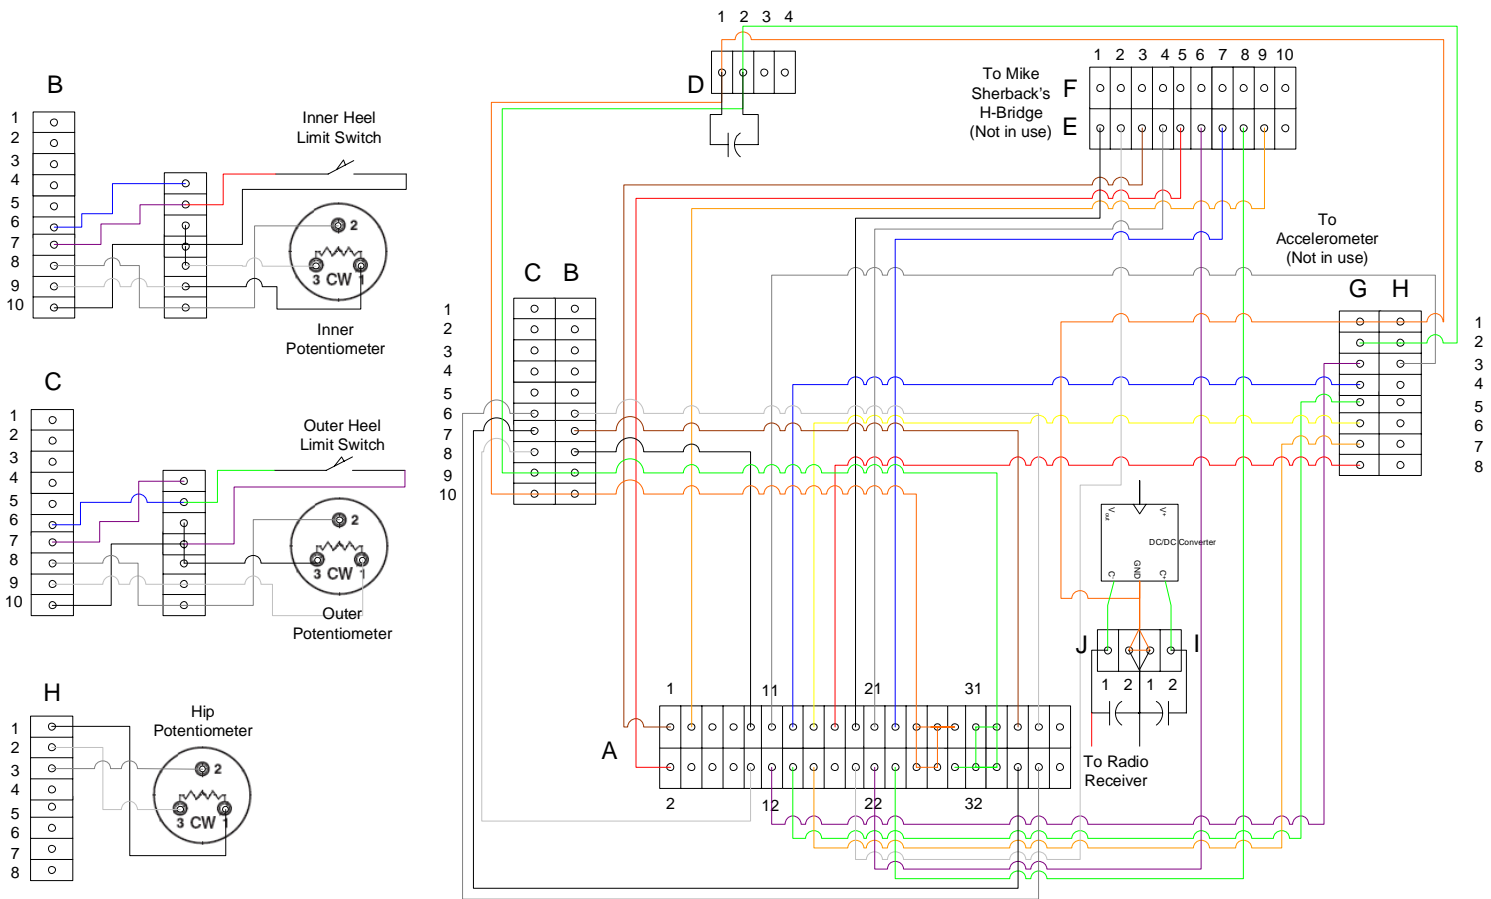 B
1
2
3
4
5
6
7
8
9
10
Inner Heel
Limit Switch
2
3 CW 1
Inner
Potentiometer
C
1
2
3
4
5
6
7
8
9
10
Outer Heel
Limit Switch
2
3 CW 1
Outer
Potentiometer
H
1
2
3
4
5
6
7
8
Hip
Potentiometer
2
3 CW 1
1 2 3 4
D
To Mike
Sherback's
H-Bridge
(Not in use)
1 2 3 4 5 6 7 8 9 10
F
E
To
Accelerometer
(Not in use)
G H
1
2
3
4
5
6
7
8
C B
1
2
3
4
5
6
7
8
9
10
Vout V+
DC/DC Converter
C- GND C+
J I
1 2 1 2
To Radio
Receiver
A
1 11 21 31
2 12 22 32